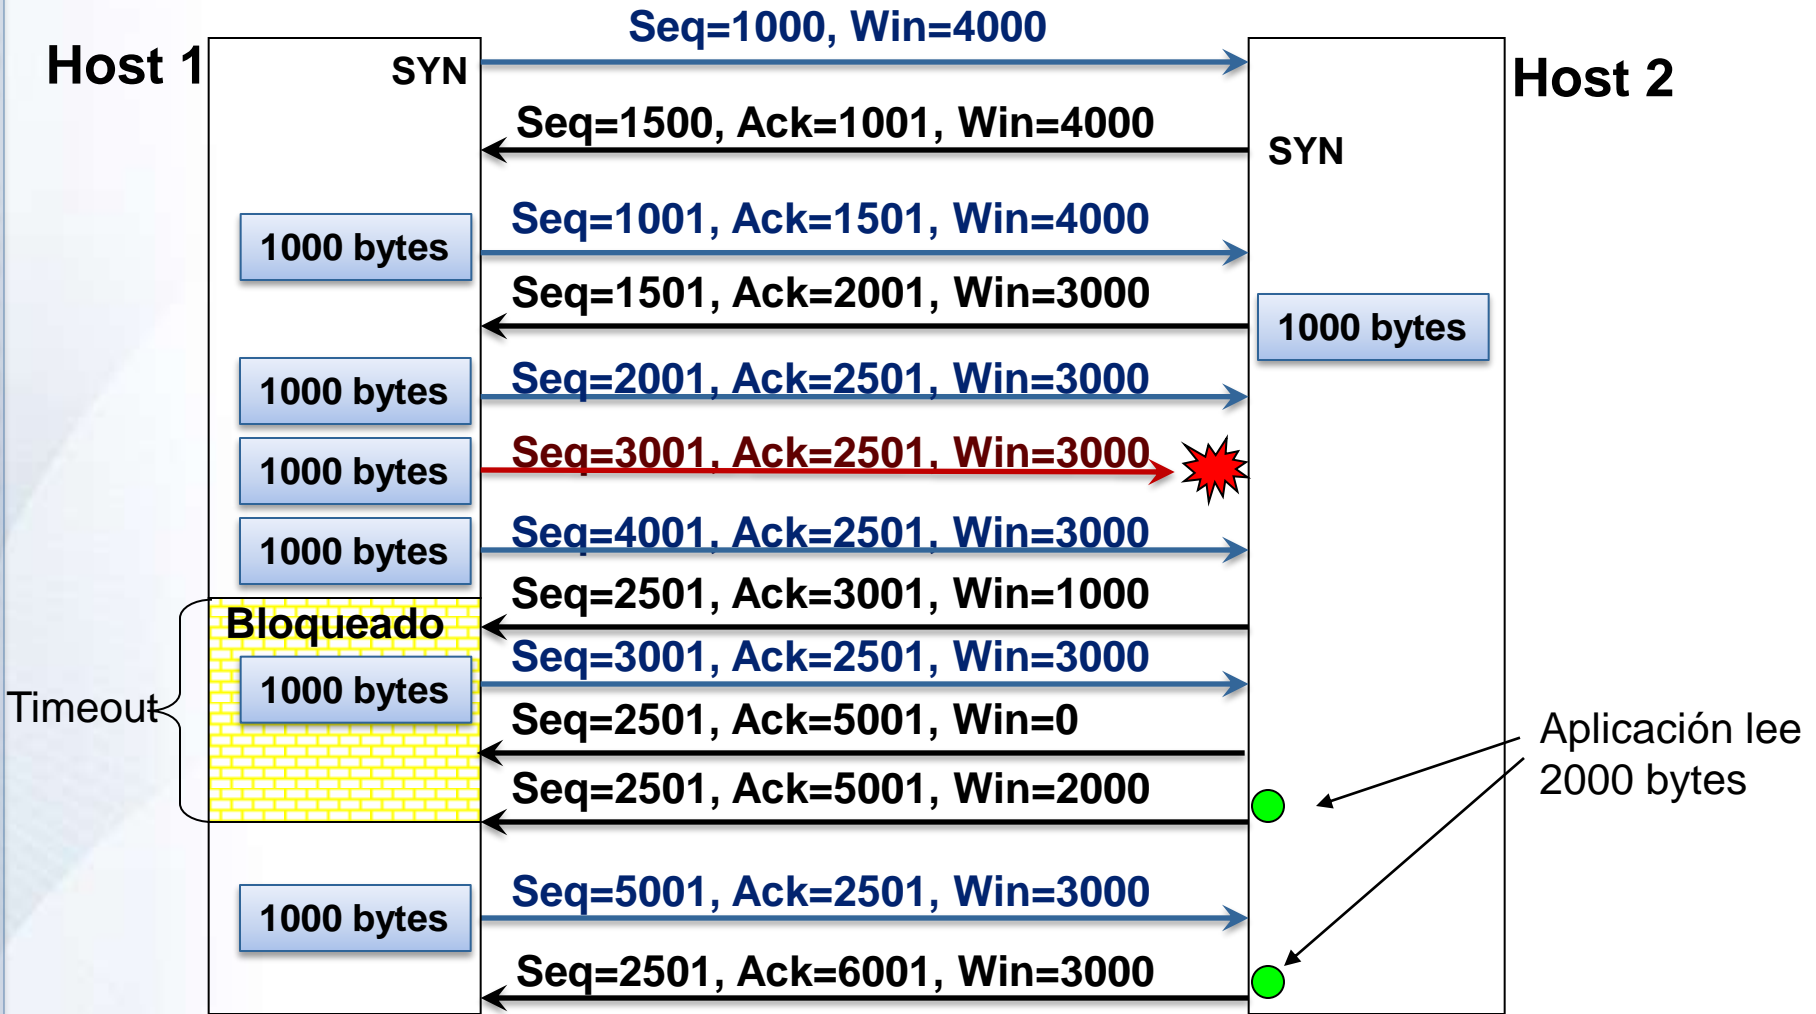 Seq=1000, Win=4000
Host 1
SYN
Host 2
Seq=1500, Ack=1001, Win=4000
SYN
Seq=1001, Ack=1501, Win=4000
1000 bytes
Seq=1501, Ack=2001, Win=3000
1000 bytes
Seq=2001, Ack=2501, Win=3000
1000 bytes
Seq=3001, Ack=2501, Win=3000
1000 bytes
Seq=4001, Ack=2501, Win=3000
1000 bytes
Seq=2501, Ack=3001, Win=1000
Bloqueado
Seq=3001, Ack=2501, Win=3000
1000 bytes
Timeout
Seq=2501, Ack=5001, Win=0
Aplicación lee
2000 bytes
Seq=2501, Ack=5001, Win=2000
Seq=5001, Ack=2501, Win=3000
1000 bytes
Seq=2501, Ack=6001, Win=3000